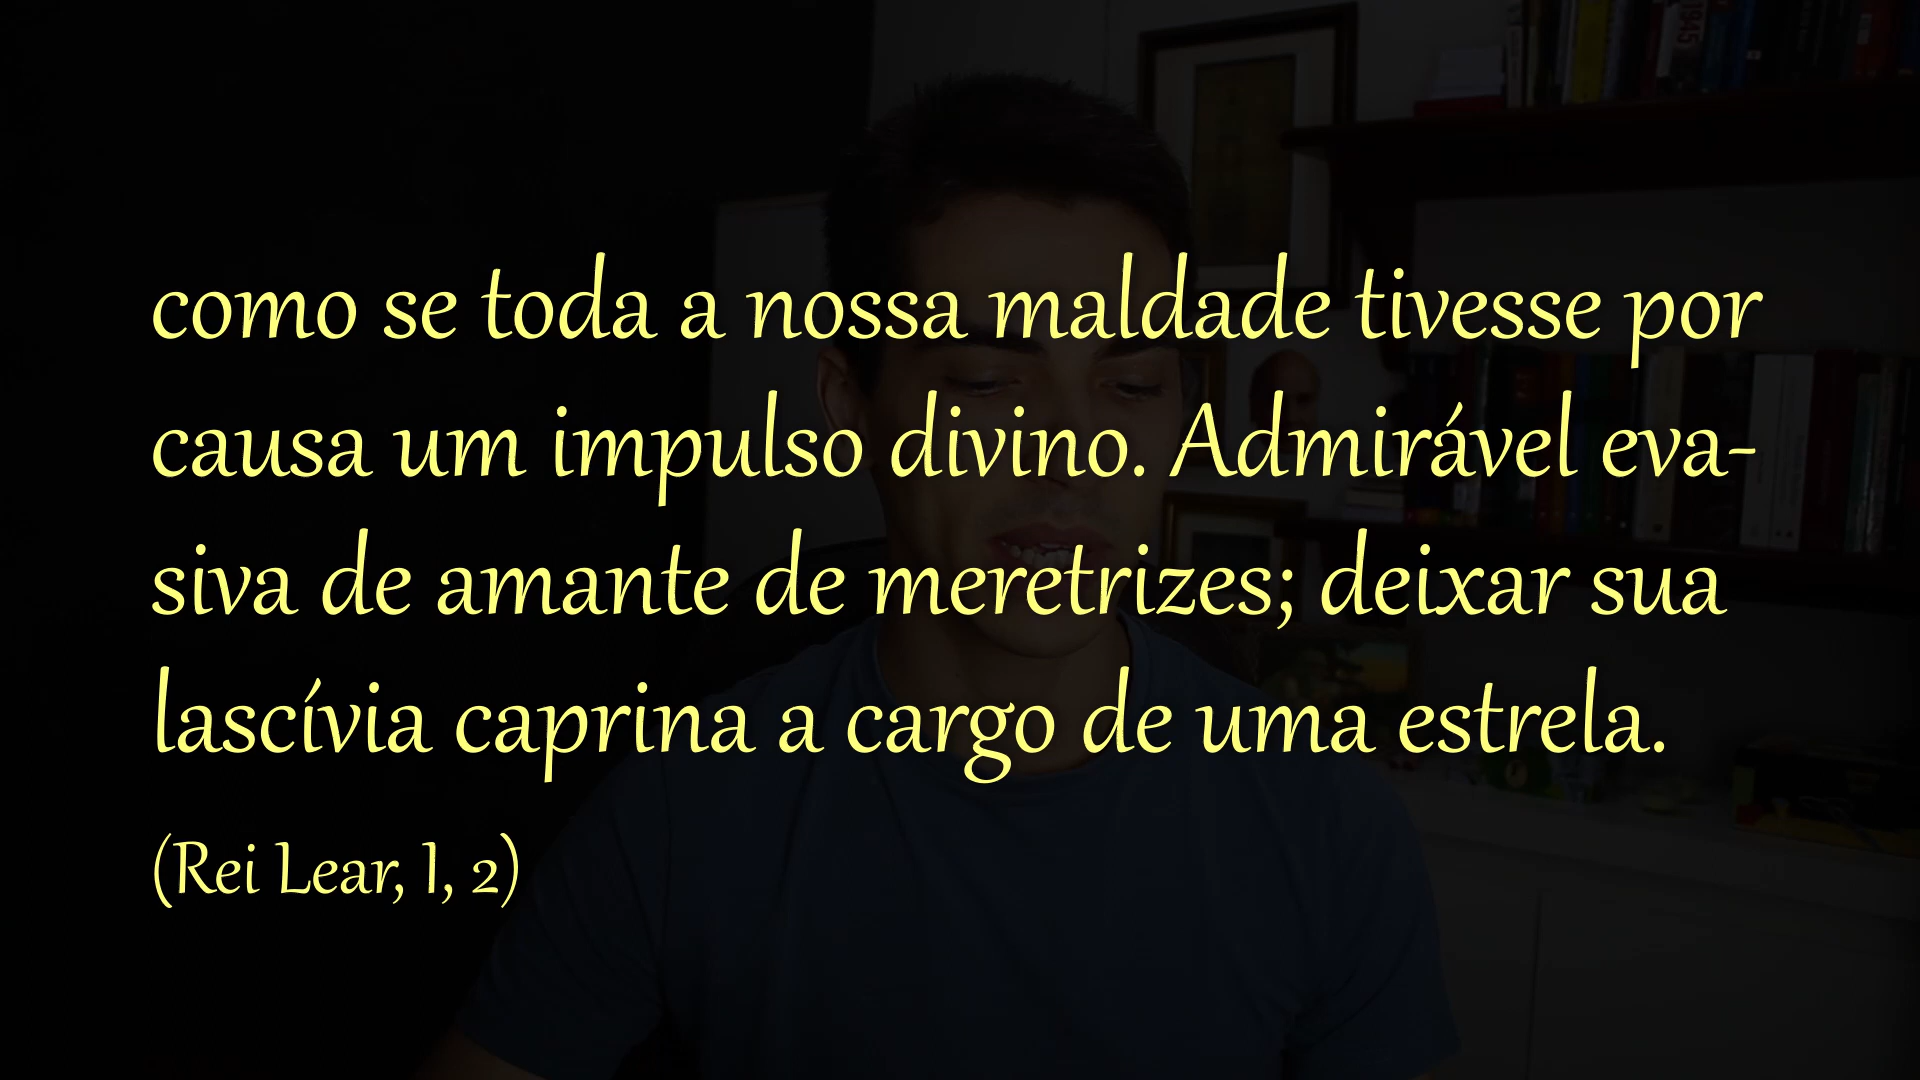 como se toda a nossa maldade tivesse por
causa um impulso divino. Admirável eva-
siva de amante de meretrizes; deixar sua
lascívia caprina a cargo de uma estrela.
(Rei Lear, I, 2)
1945